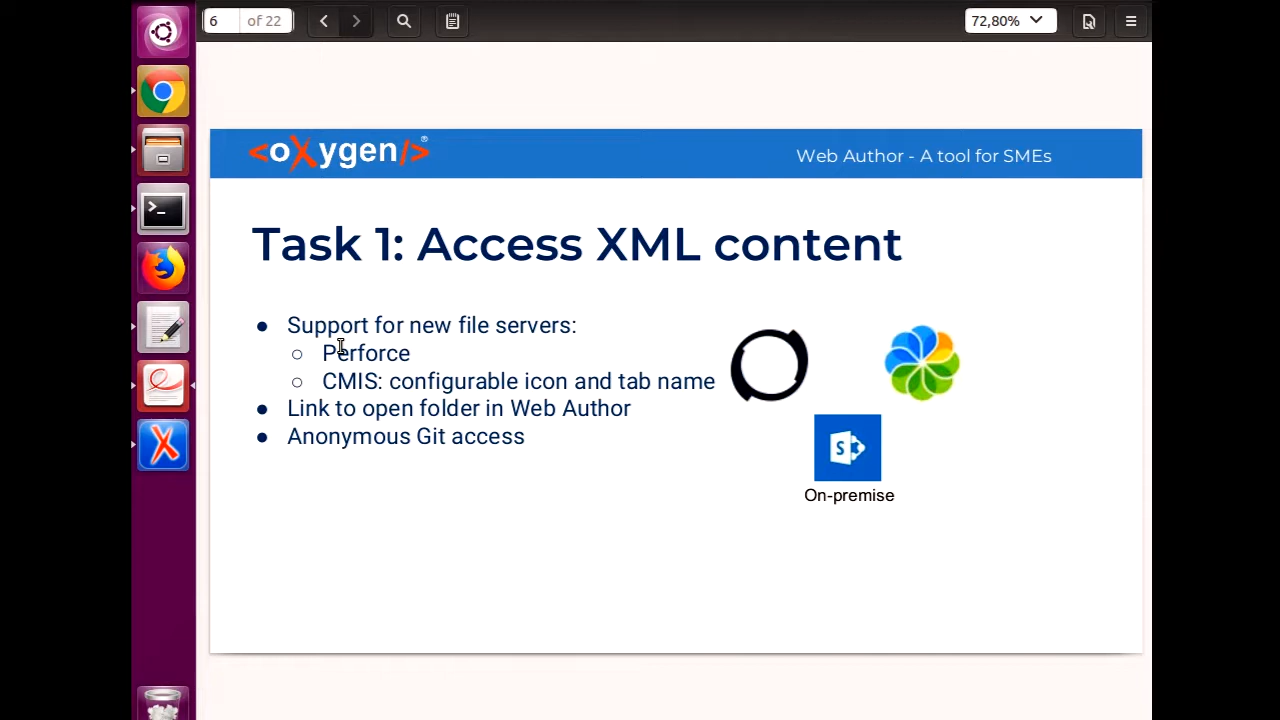 6 of 22
72,80%
<oXygen/>®
Web Author - A tool for SMEs
Task 1: Access XML content
● Support for new file servers:
○ Perforce
○ CMIS: configurable icon and tab name
● Link to open folder in Web Author
● Anonymous Git access
S
On-premise
>_
X